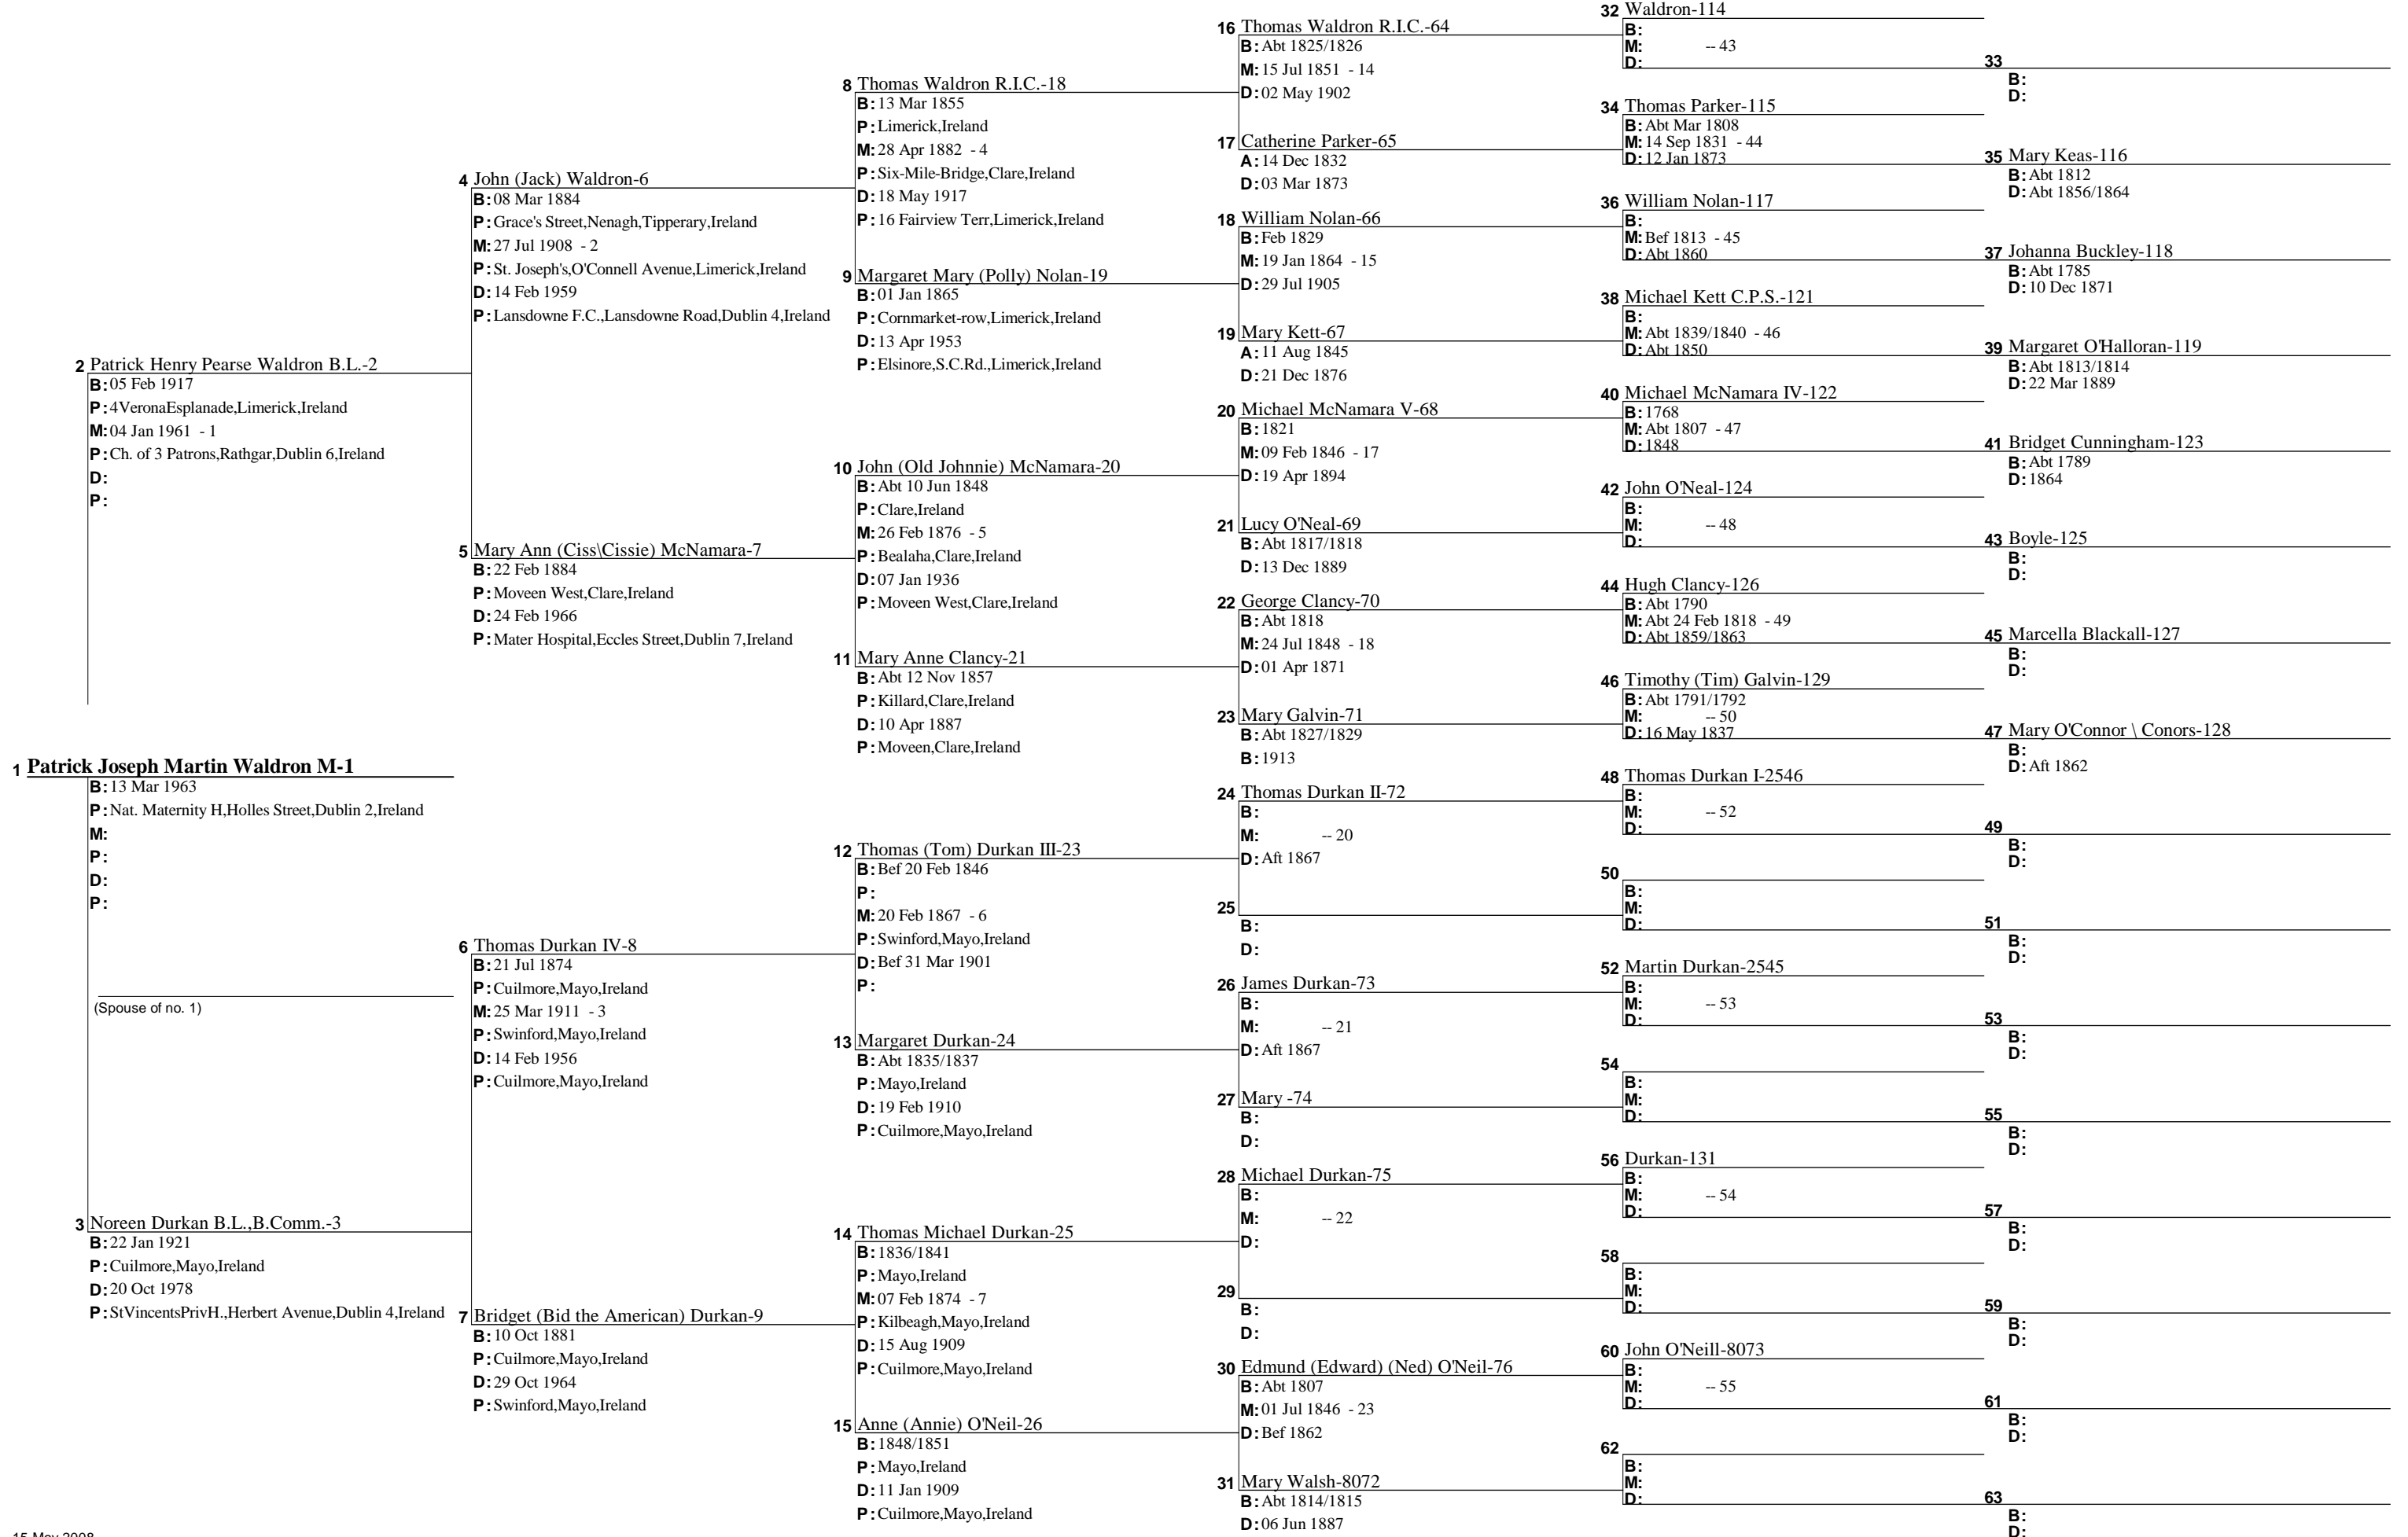 1 Patrick Joseph Martin Waldron M-1
B: 13 Mar 1963
P: Nat. Maternity H,Holles Street,Dublin 2,Ireland
M:
P:
D:
P:
(Spouse of no. 1)
2 Patrick Henry Pearse Waldron B.L.-2
B: 05 Feb 1917
P: 4VeronaEsplanade,Limerick,Ireland
M: 04 Jan 1961 - 1
P: Ch. of 3 Patrons,Rathgar,Dublin 6,Ireland
D:
P:
3 Noreen Durkan B.L.,B.Comm.-3
B: 22 Jan 1921
P: Cuilmore,Mayo,Ireland
D: 20 Oct 1978
P: StVincentsPrivH.,Herbert Avenue,Dublin 4,Ireland
4 John (Jack) Waldron-6
B: 08 Mar 1884
P: Grace's Street,Nenagh,Tipperary,Ireland
M: 27 Jul 1908 - 2
P: St. Joseph's,O'Connell Avenue,Limerick,Ireland
D: 14 Feb 1959
P: Lansdowne F.C.,Lansdowne Road,Dublin 4,Ireland
5 Mary Ann (Ciss\Cissie) McNamara-7
B: 22 Feb 1884
P: Moveen West,Clare,Ireland
D: 24 Feb 1966
P: Mater Hospital,Eccles Street,Dublin 7,Ireland
6 Thomas Durkan IV-8
B: 21 Jul 1874
P: Cuilmore,Mayo,Ireland
M: 25 Mar 1911 - 3
P: Swinford,Mayo,Ireland
D: 14 Feb 1956
P: Cuilmore,Mayo,Ireland
7 Bridget (Bid the American) Durkan-9
B: 10 Oct 1881
P: Cuilmore,Mayo,Ireland
D: 29 Oct 1964
P: Swinford,Mayo,Ireland
8 Thomas Waldron R.I.C.-18
B: 13 Mar 1855
P: Limerick,Ireland
M: 28 Apr 1882 - 4
P: Six-Mile-Bridge,Clare,Ireland
D: 18 May 1917
P: 16 Fairview Terr,Limerick,Ireland
9 Margaret Mary (Polly) Nolan-19
B: 01 Jan 1865
P: Cornmarket-row,Limerick,Ireland
D: 13 Apr 1953
P: Elsinore,S.C.Rd.,Limerick,Ireland
10 John (Old Johnnie) McNamara-20
B: Abt 10 Jun 1848
P: Clare,Ireland
M: 26 Feb 1876 - 5
P: Bealaha,Clare,Ireland
D: 07 Jan 1936
P: Moveen West,Clare,Ireland
11 Mary Anne Clancy-21
B: Abt 12 Nov 1857
P: Killard,Clare,Ireland
D: 10 Apr 1887
P: Moveen,Clare,Ireland
12 Thomas (Tom) Durkan III-23
B: Bef 20 Feb 1846
P:
M: 20 Feb 1867 - 6
P: Swinford,Mayo,Ireland
D: Bef 31 Mar 1901
P:
13 Margaret Durkan-24
B: Abt 1835/1837
P: Mayo,Ireland
D: 19 Feb 1910
P: Cuilmore,Mayo,Ireland
14 Thomas Michael Durkan-25
B: 1836/1841
P: Mayo,Ireland
M: 07 Feb 1874 - 7
P: Kilbeagh,Mayo,Ireland
D: 15 Aug 1909
P: Cuilmore,Mayo,Ireland
15 Anne (Annie) O'Neil-26
B: 1848/1851
P: Mayo,Ireland
D: 11 Jan 1909
P: Cuilmore,Mayo,Ireland
16 Thomas Waldron R.I.C.-64
B: Abt 1825/1826
M: 15 Jul 1851 - 14
D: 02 May 1902
17 Catherine Parker-65
A: 14 Dec 1832
D: 03 Mar 1873
18 William Nolan-66
B: Feb 1829
M: 19 Jan 1864 - 15
D: 29 Jul 1905
19 Mary Kett-67
A: 11 Aug 1845
D: 21 Dec 1876
20 Michael McNamara V-68
B: 1821
M: 09 Feb 1846 - 17
D: 19 Apr 1894
21 Lucy O'Neal-69
B: Abt 1817/1818
D: 13 Dec 1889
22 George Clancy-70
B: Abt 1818
M: 24 Jul 1848 - 18
D: 01 Apr 1871
23 Mary Galvin-71
B: Abt 1827/1829
B: 1913
24 Thomas Durkan II-72
B:
M: -- 20
D: Aft 1867
25
B:
D:
26 James Durkan-73
B:
M: -- 21
D: Aft 1867
27 Mary -74
B:
D:
28 Michael Durkan-75
B:
M: -- 22
D:
29
B:
D:
30 Edmund (Edward) (Ned) O'Neil-76
B: Abt 1807
M: 01 Jul 1846 - 23
D: Bef 1862
31 Mary Walsh-8072
B: Abt 1814/1815
D: 06 Jun 1887
32 Waldron-114
B:
M: -- 43
D:
33
B:
D:
34 Thomas Parker-115
B: Abt Mar 1808
M: 14 Sep 1831 - 44
D: 12 Jan 1873
35 Mary Keas-116
B: Abt 1812
D: Abt 1856/1864
36 William Nolan-117
B:
M: Bef 1813 - 45
D: Abt 1860
37 Johanna Buckley-118
B: Abt 1785
D: 10 Dec 1871
38 Michael Kett C.P.S.-121
B:
M: Abt 1839/1840 - 46
D: Abt 1850
39 Margaret O'Halloran-119
B: Abt 1813/1814
D: 22 Mar 1889
40 Michael McNamara IV-122
B: 1768
M: Abt 1807 - 47
D: 1848
41 Bridget Cunningham-123
B: Abt 1789
D: 1864
42 John O'Neal-124
B:
M: -- 48
D:
43 Boyle-125
B:
D:
44 Hugh Clancy-126
B: Abt 1790
M: Abt 24 Feb 1818 - 49
D: Abt 1859/1863
45 Marcella Blackall-127
B:
D:
46 Timothy (Tim) Galvin-129
B: Abt 1791/1792
M: -- 50
D: 16 May 1837
47 Mary O'Connor \ Conors-128
B:
D: Aft 1862
48 Thomas Durkan I-2546
B:
M: -- 52
D:
49
B:
D:
50
B:
M:
D:
51
B:
D:
52 Martin Durkan-2545
B:
M: -- 53
D:
53
B:
D:
54
B:
M:
D:
55
B:
D:
56 Durkan-131
B:
M: -- 54
D:
57
B:
D:
58
B:
M:
D:
59
B:
D:
60 John O'Neill-8073
B:
M: -- 55
D:
61
B:
D:
62
B:
M:
D:
63
B:
D:
15 May 2008